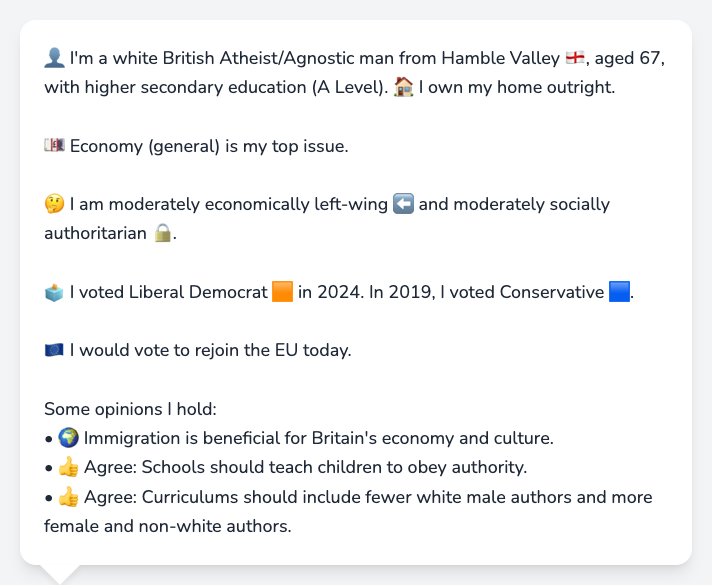 👤 I'm a white British Atheist/Agnostic man from Hamble Valley 🏴󠁧󠁢󠁥󠁮󠁧󠁿, aged 67,
with higher secondary education (A Level). 🏠 I own my home outright.
💷 Economy (general) is my top issue.
🤔 I am moderately economically left-wing ⬅️ and moderately socially
authoritarian 🔒.
🗳️ I voted Liberal Democrat 🟧 in 2024. In 2019, I voted Conservative 🟦.
🇪🇺 I would vote to rejoin the EU today.
Some opinions I hold:
• 🌍 Immigration is beneficial for Britain's economy and culture.
• 👍 Agree: Schools should teach children to obey authority.
• 👍 Agree: Curriculums should include fewer white male authors and more
female and non-white authors.